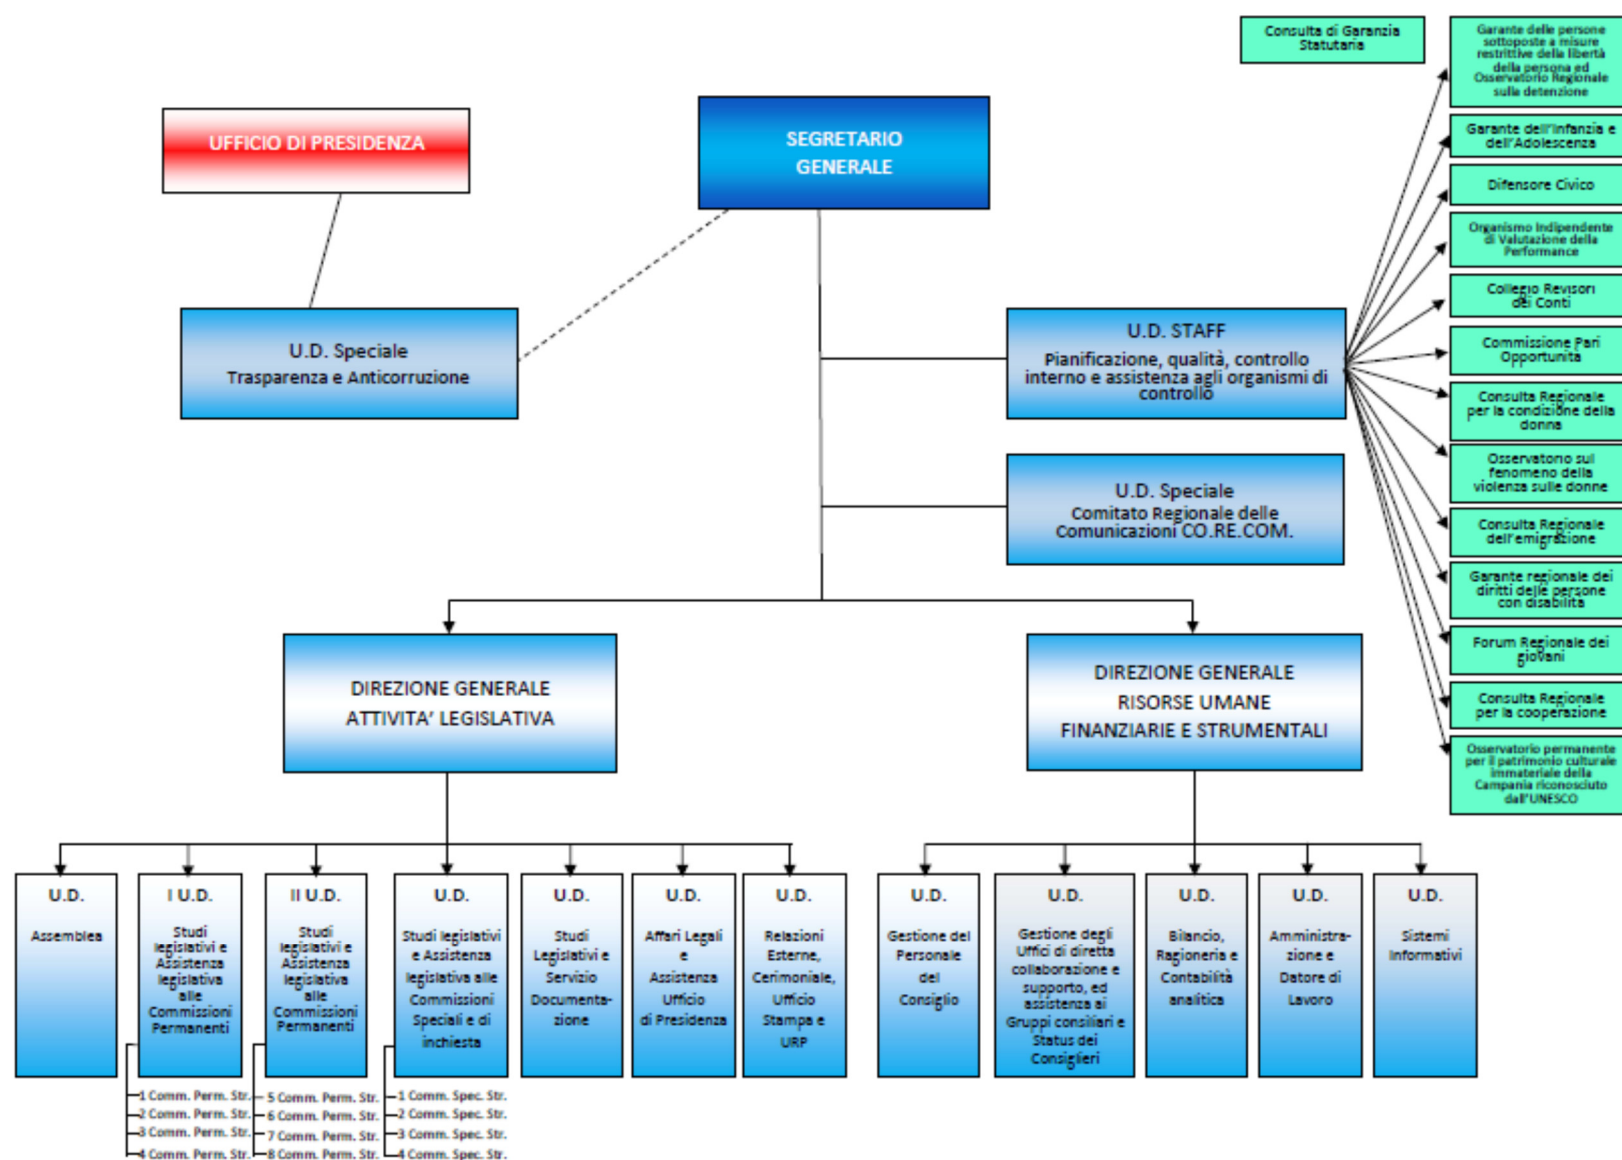 Consulta di Garanzia
Statutaria
Garante delle persone
sottoposte a misure
restrittive della libertà
della persona ed
Osservatorio Regionale
sulla detenzione
UFFICIO DI PRESIDENZA
SEGRETARIO
GENERALE
Garante dell'Infanzia e
dell'Adolescenza
Difensore Civico
Organismo Indipendente
di Valutazione della
Performance
Collegio Revisori
dei Conti
U.D. Speciale
Trasparenza e Anticorruzione
U.D. STAFF
Pianificazione, qualità, controllo
interno e assistenza agli organismi di
controllo
Commissione Pari
Opportunità
Consulta Regionale
per la condizione della
donna
Osservatorio sul
fenomeno della
violenza sulle donne
U.D. Speciale
Comitato Regionale delle
Comunicazioni CO.RE.COM.
Consulta Regionale
dell'emigrazione
Garante regionale dei
diritti delle persone
con disabilità
Forum Regionale dei
giovani
Consulta Regionale
per la cooperazione
Osservatorio permanente
per il patrimonio culturale
immateriale della
Campania riconosciuto
dall'UNESCO
DIREZIONE GENERALE
ATTIVITA' LEGISLATIVA
DIREZIONE GENERALE
RISORSE UMANE
FINANZIARIE E STRUMENTALI
U.D.
Assemblea
I U.D.
Studi
legislativi e
Assistenza
legislativa
alle
Commissioni
Permanenti
1 Comm. Perm. Str.
2 Comm. Perm. Str.
3 Comm. Perm. Str.
4 Comm. Perm. Str.
II U.D.
Studi
legislativi e
Assistenza
legislativa
alle
Commissioni
Permanenti
5 Comm. Perm. Str.
6 Comm. Perm. Str.
7 Comm. Perm. Str.
8 Comm. Perm. Str.
U.D.
Studi legislativi
e Assistenza
legislativa alle
Commissioni
Speciali e di
inchiesta
1 Comm. Spec. Str.
2 Comm. Spec. Str.
3 Comm. Spec. Str.
4 Comm. Spec. Str.
U.D.
Studi
Legislativi e
Servizio
Documenta-
zione
U.D.
Affari Legali
e
Assistenza
Ufficio
di Presidenza
U.D.
Relazioni
Esterne,
Cerimoniale,
Ufficio
Stampa e
URP
U.D.
Gestione del
Personale
del
Consiglio
U.D.
Gestione degli
Uffici di diretta
collaborazione e
supporto, ed
assistenza ai
Gruppi consiliari e
Status dei
Consiglieri
U.D.
Bilancio,
Ragioneria e
Contabilità
analitica
U.D.
Amministra-
zione e
Datore di
Lavoro
U.D.
Sistemi
Informativi